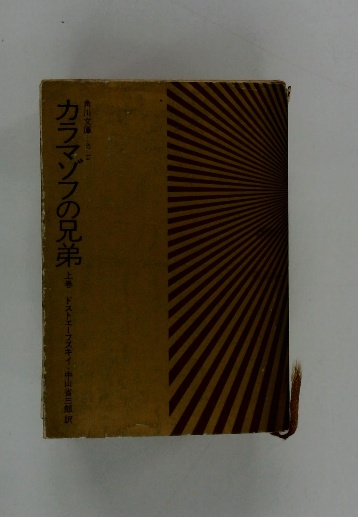 角川文庫
カラマゾフの兄弟
上巻
ドストエーフスキイ・中山省三郎訳